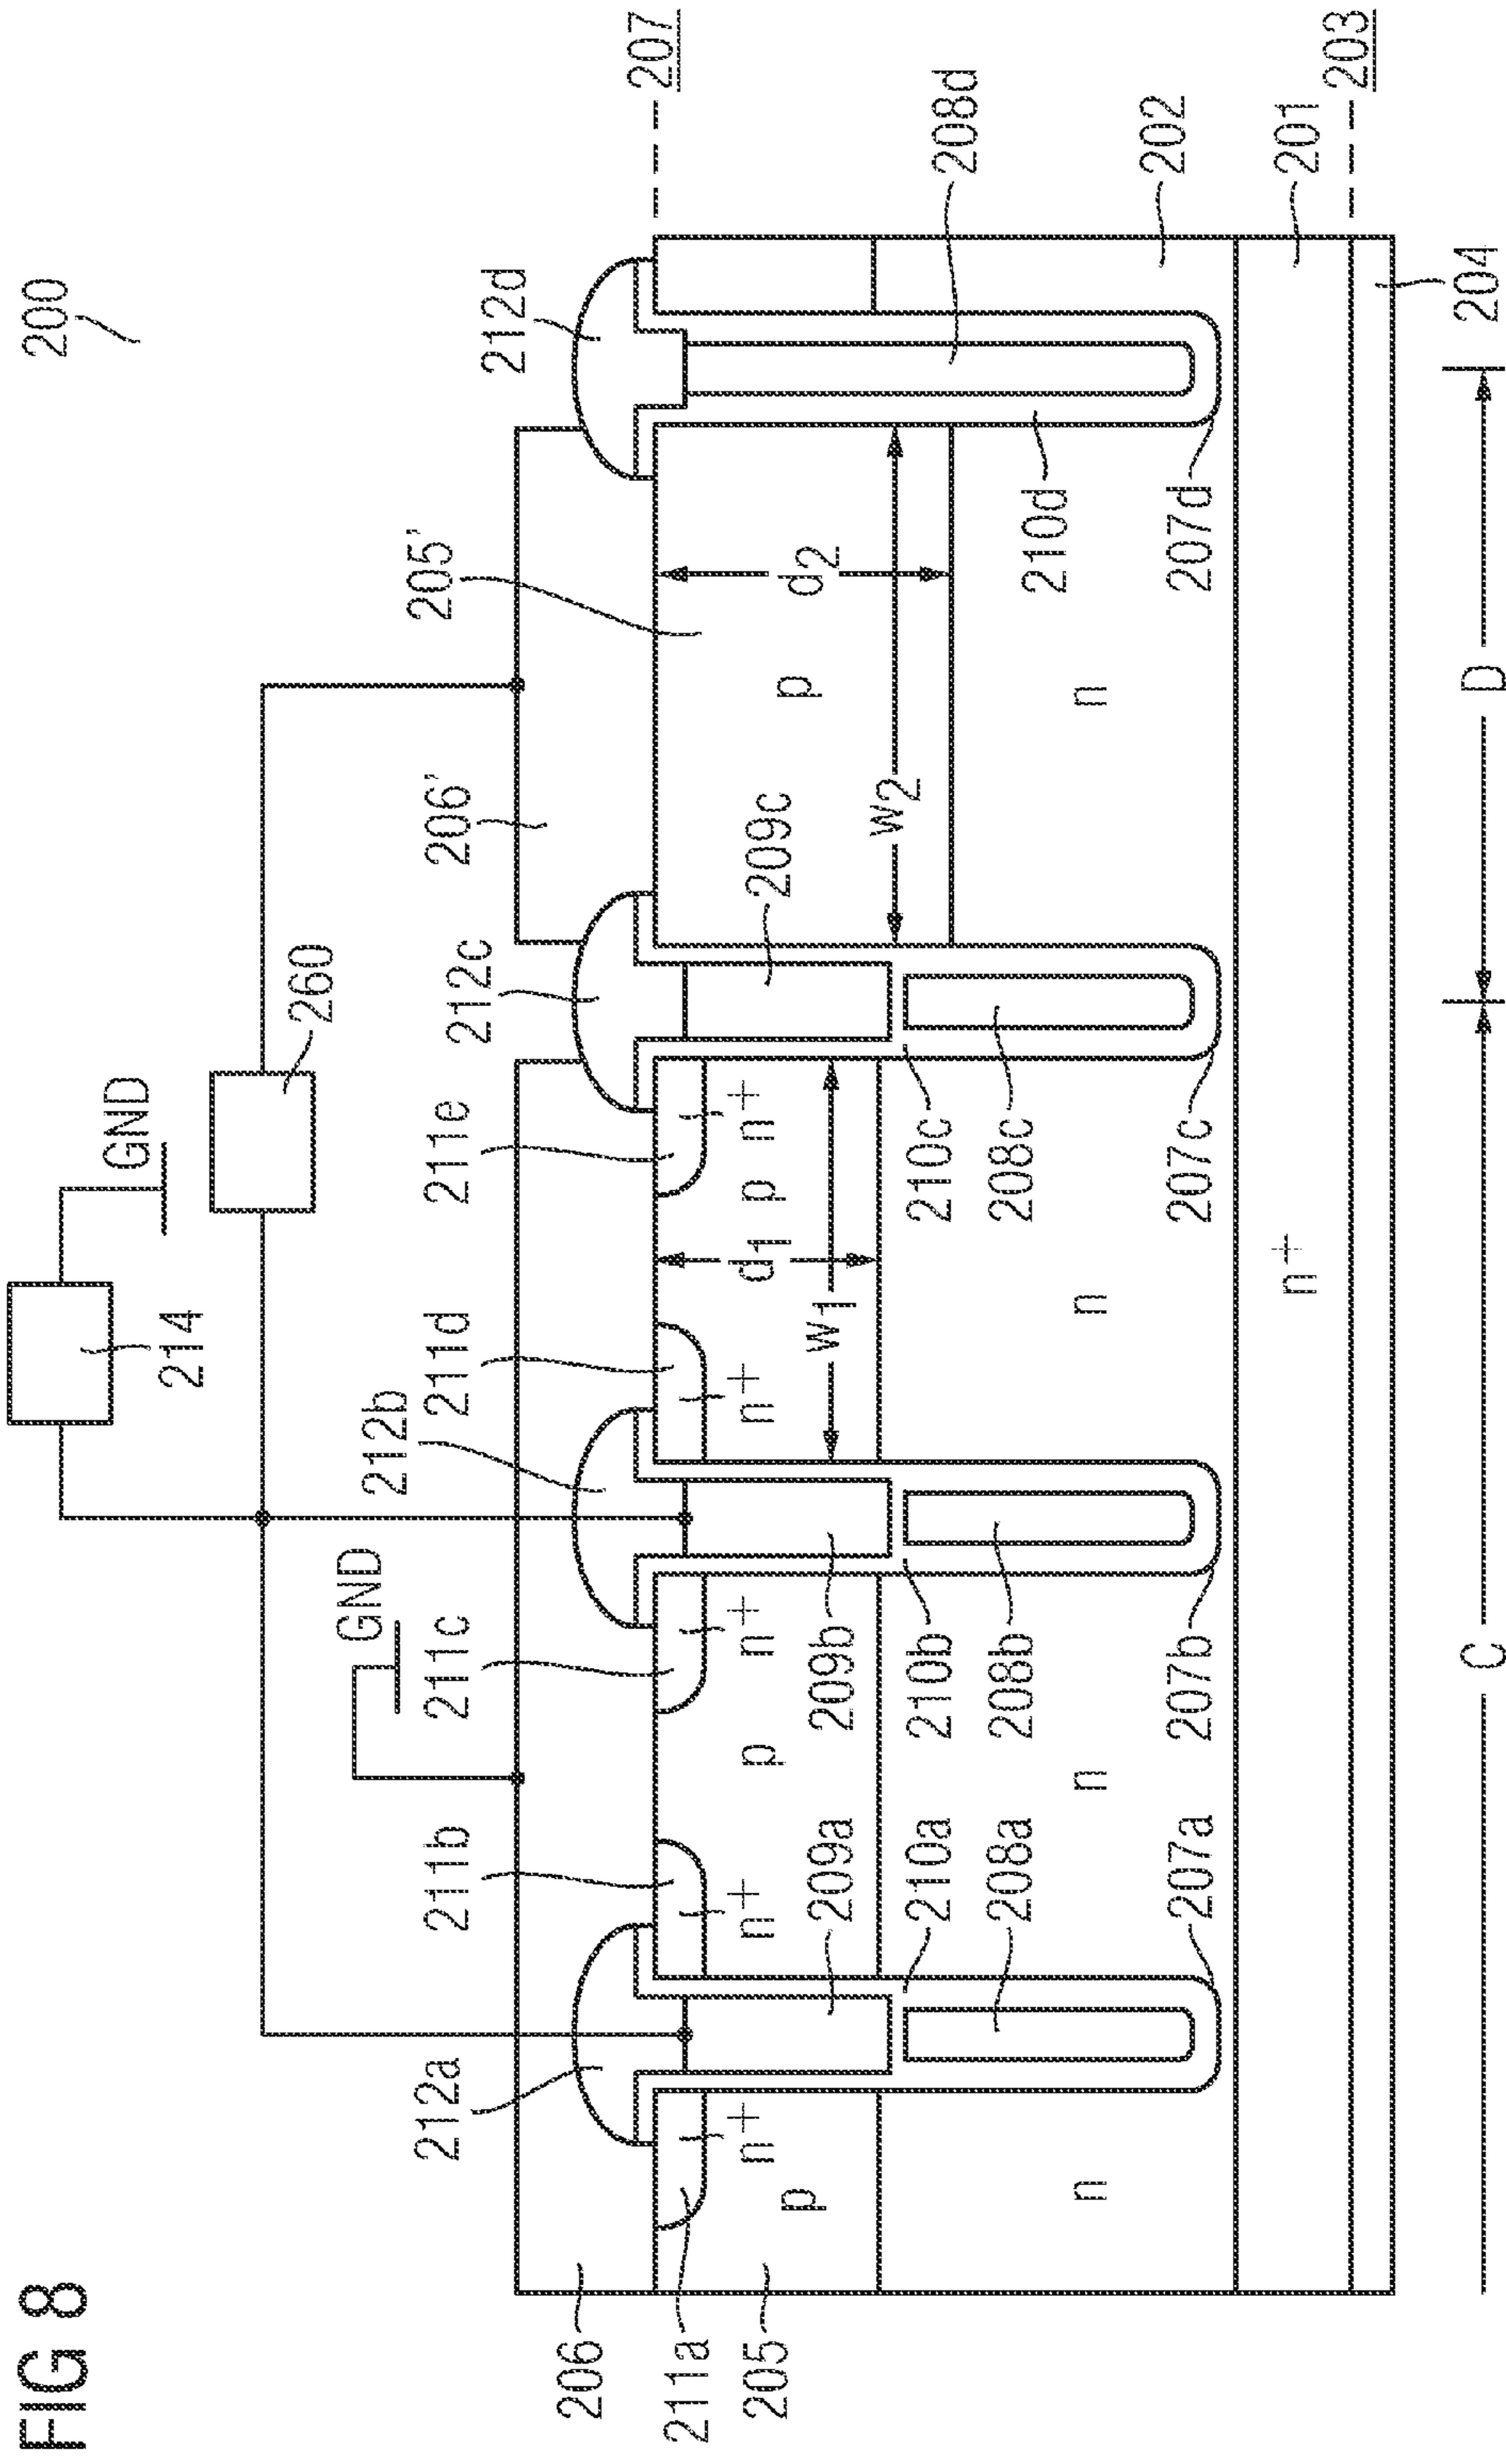 FIG 8
200
214
GND
260
GND
207
212a
211b
211c
212b
211d
211e
212c
206'
205'
212d
206
211a
205
n+
n+
n+
n+
n+
p
p
p
p
d1
d2
w1
w2
209a
209b
209c
210a
208a
210b
208b
210c
208c
210d
208d
n
n
n
n
207a
207b
207c
207d
202
201
n+
203
204
C
D